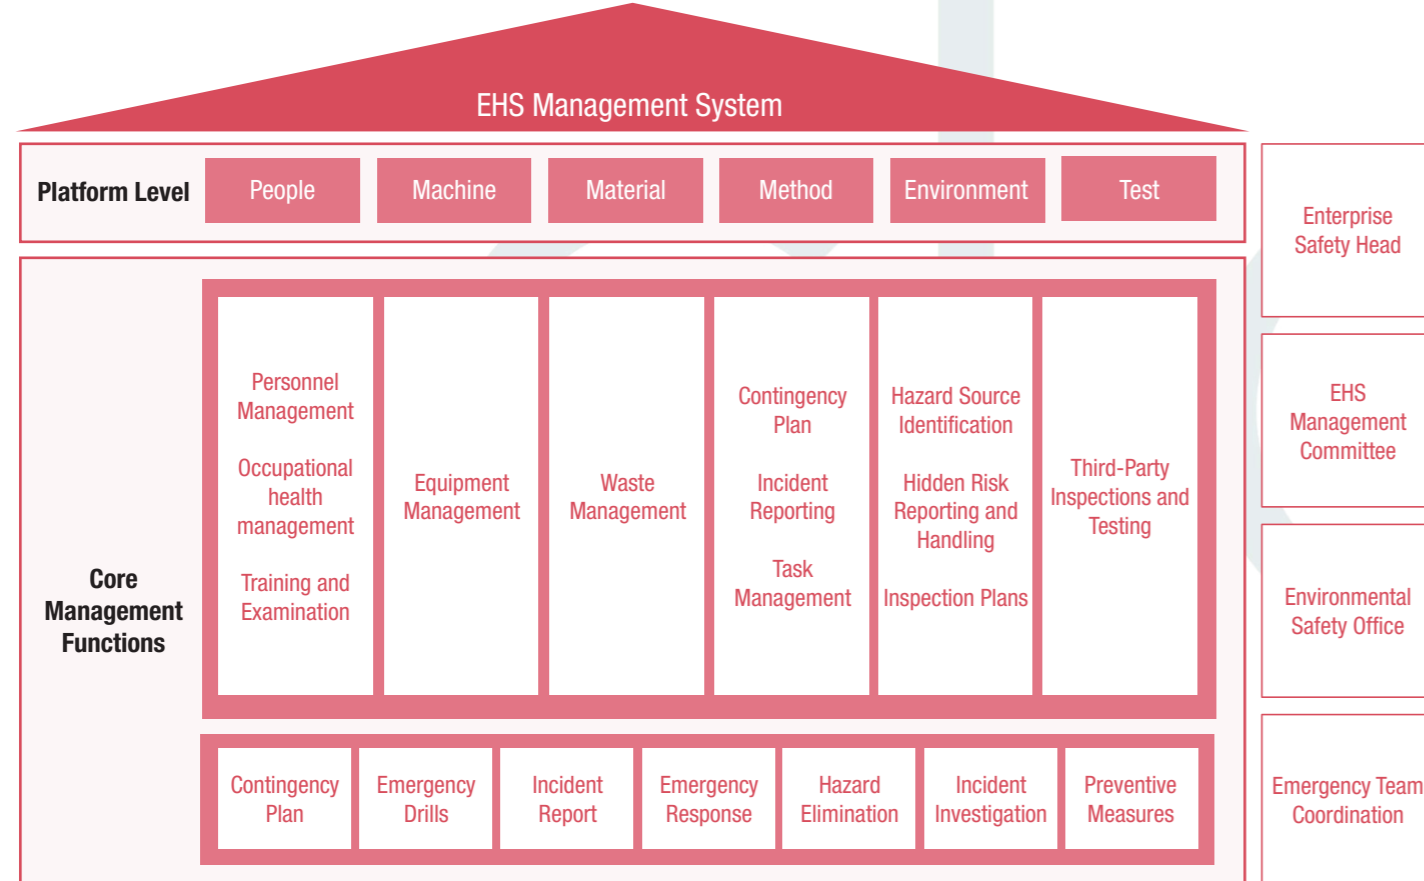 EHS Management System
Platform Level
People
Machine
Material
Method
Environment
Test
Core
Management
Functions
Personnel
Management
Occupational
health
management
Training and
Examination
Equipment
Management
Waste
Management
Contingency
Plan
Incident
Reporting
Task
Management
Hazard Source
Identification
Hidden Risk
Reporting and
Handling
Inspection Plans
Third-Party
Inspections and
Testing
Contingency
Plan
Emergency
Drills
Incident
Report
Emergency
Response
Hazard
Elimination
Incident
Investigation
Preventive
Measures
Enterprise
Safety Head
EHS
Management
Committee
Environmental
Safety Office
Emergency Team
Coordination